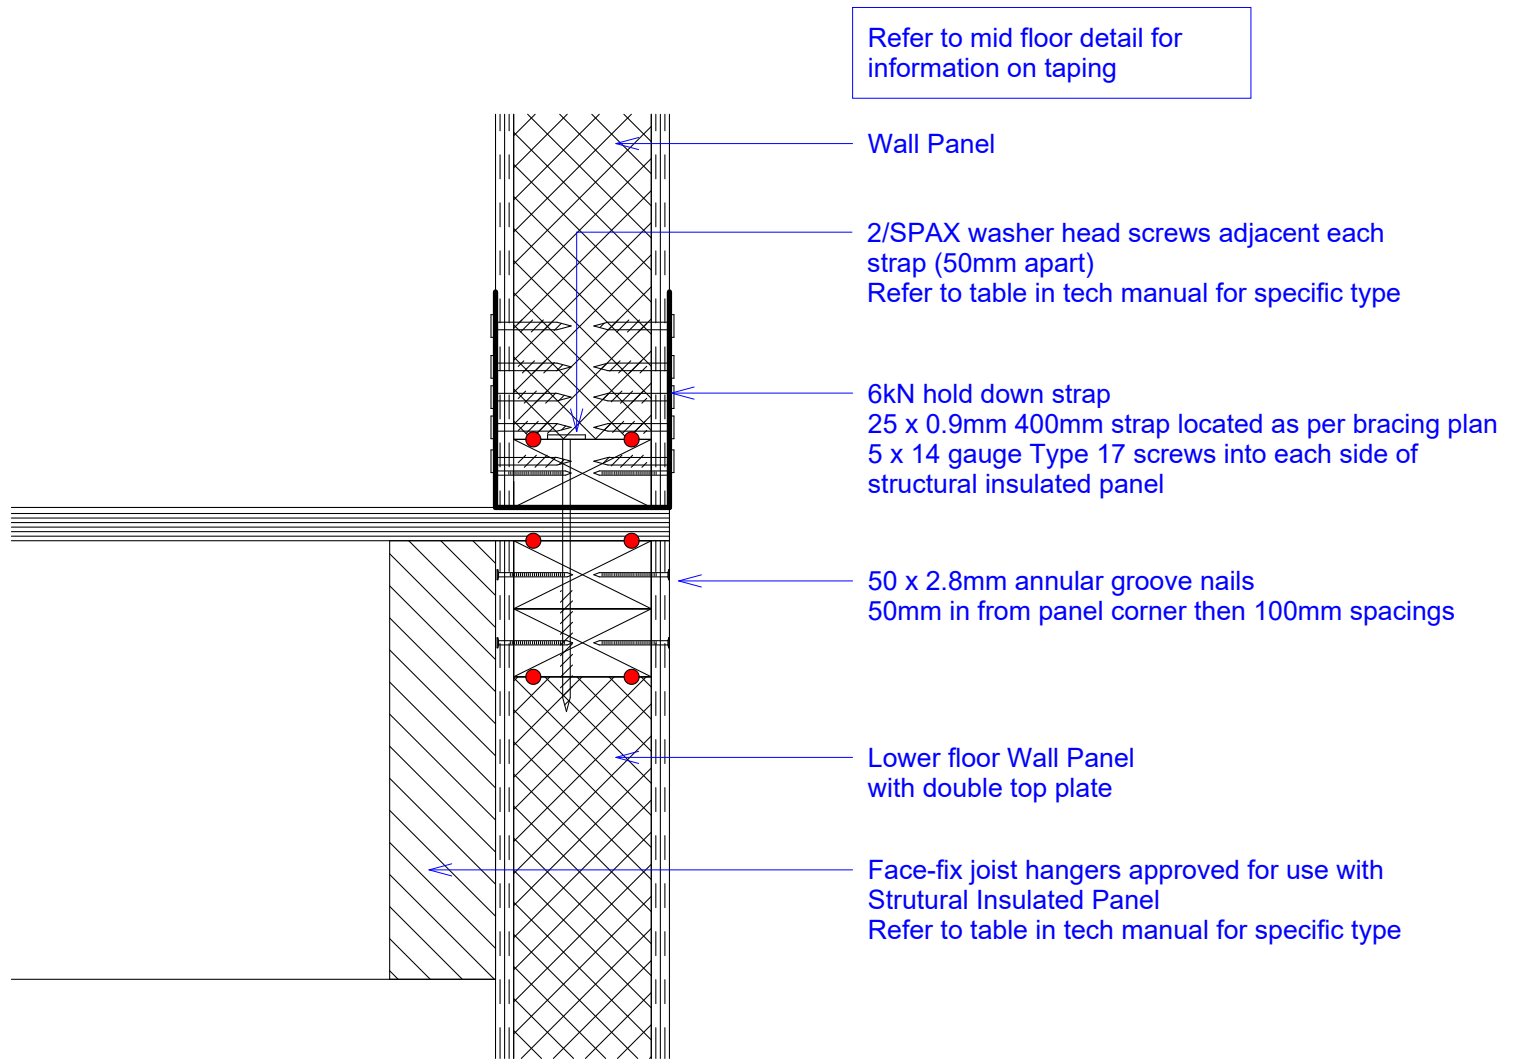 Refer to mid floor detail for
information on taping
Wall Panel
2/SPAX washer head screws adjacent each
strap (50mm apart)
Refer to table in tech manual for specific type
6kN hold down strap
25 x 0.9mm 400mm strap located as per bracing plan
5 x 14 gauge Type 17 screws into each side of
structural insulated panel
50 x 2.8mm annular groove nails
50mm in from panel corner then 100mm spacings
Lower floor Wall Panel
with double top plate
Face-fix joist hangers approved for use with
Strutural Insulated Panel
Refer to table in tech manual for specific type